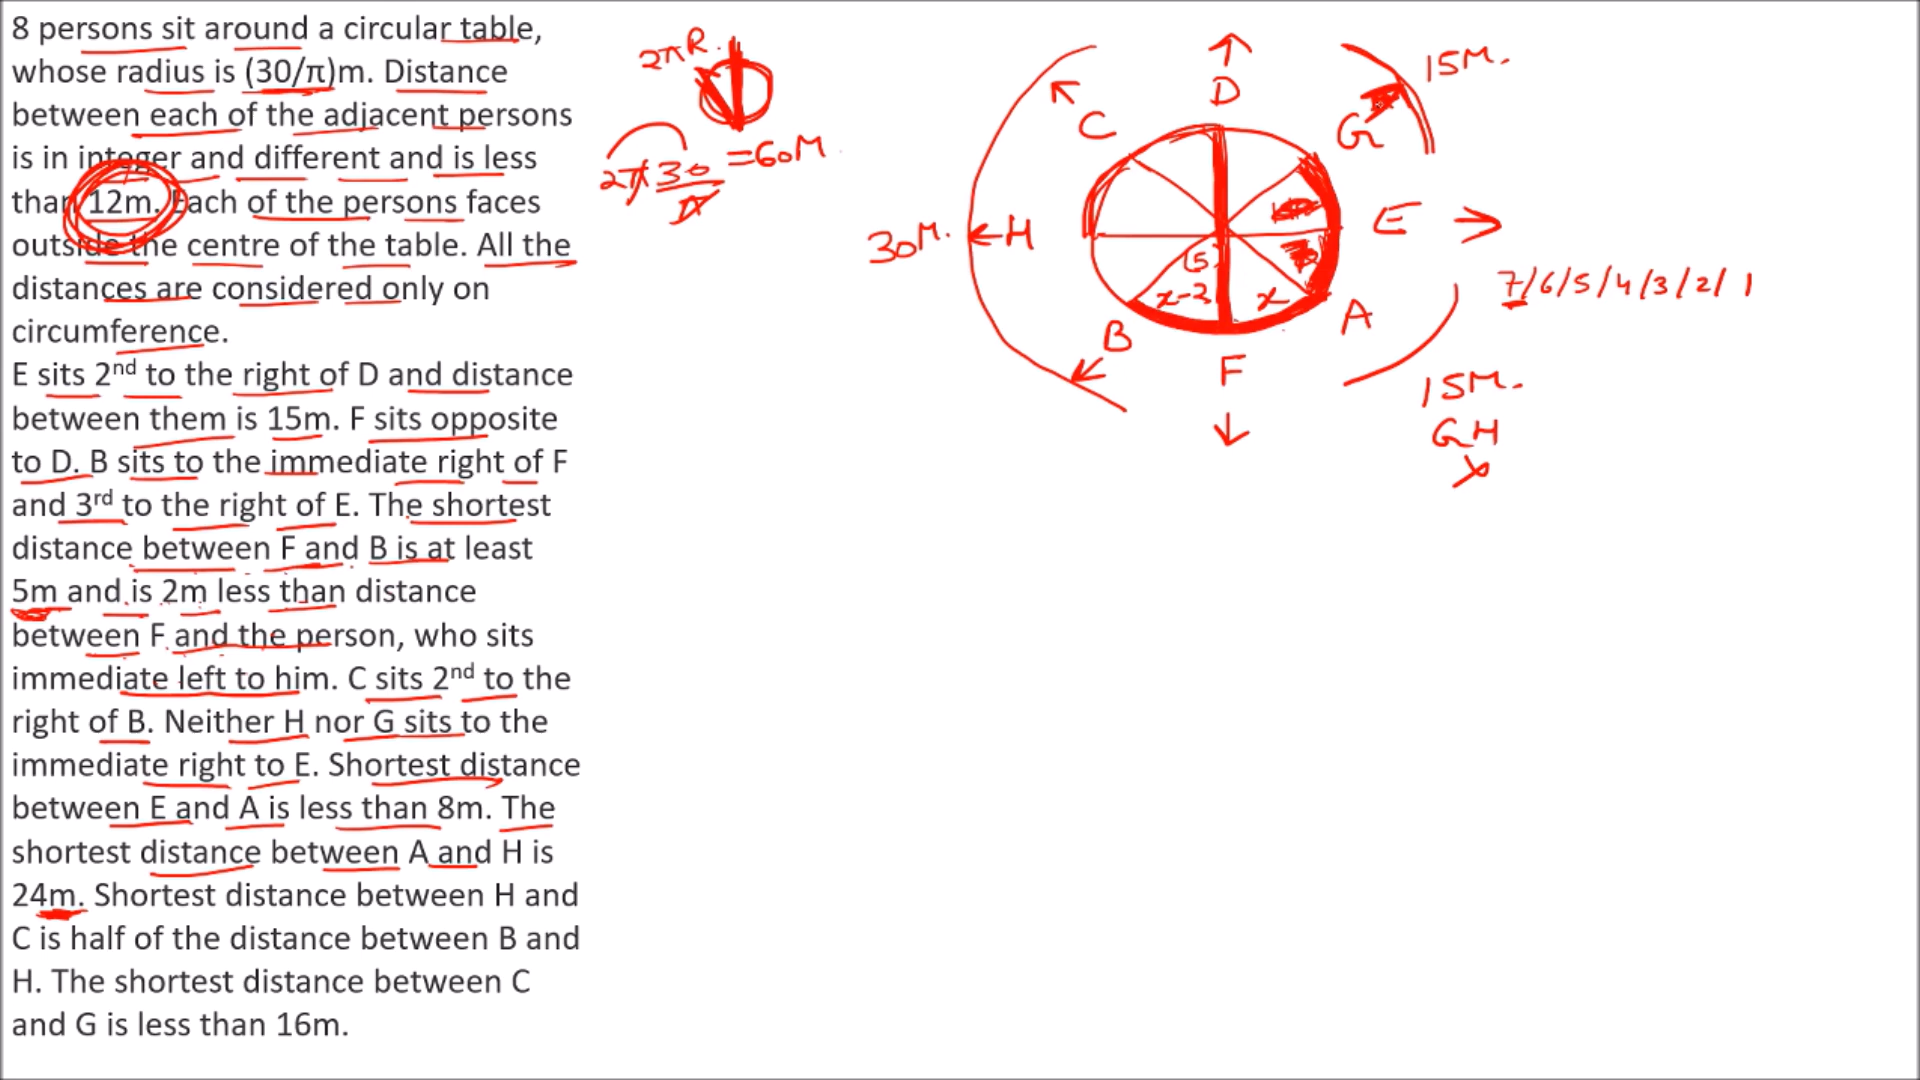 8 persons sit around a circular table,
whose radius is (30/π)m. Distance
between each of the adjacent persons
is in integer and different and is less
than 12m. Each of the persons faces
outside the centre of the table. All the
distances are considered only on
circumference.
E sits 2nd to the right of D and distance
between them is 15m. F sits opposite
to D. B sits to the immediate right of F
and 3rd to the right of E. The shortest
distance between F and B is at least
5m and is 2m less than distance
between F and the person, who sits
immediate left to him. C sits 2nd to the
right of B. Neither H nor G sits to the
immediate right to E. Shortest distance
between E and A is less than 8m. The
shortest distance between A and H is
24m. Shortest distance between H and
C is half of the distance between B and
H. The shortest distance between C
and G is less than 16m.
2πR.
2π 30 = 60M
π
D
C
G
15M.
30M.
H
E
(5)
x-2
x
7/6/5/4/3/2/1
B
A
F
15M.
GH
x